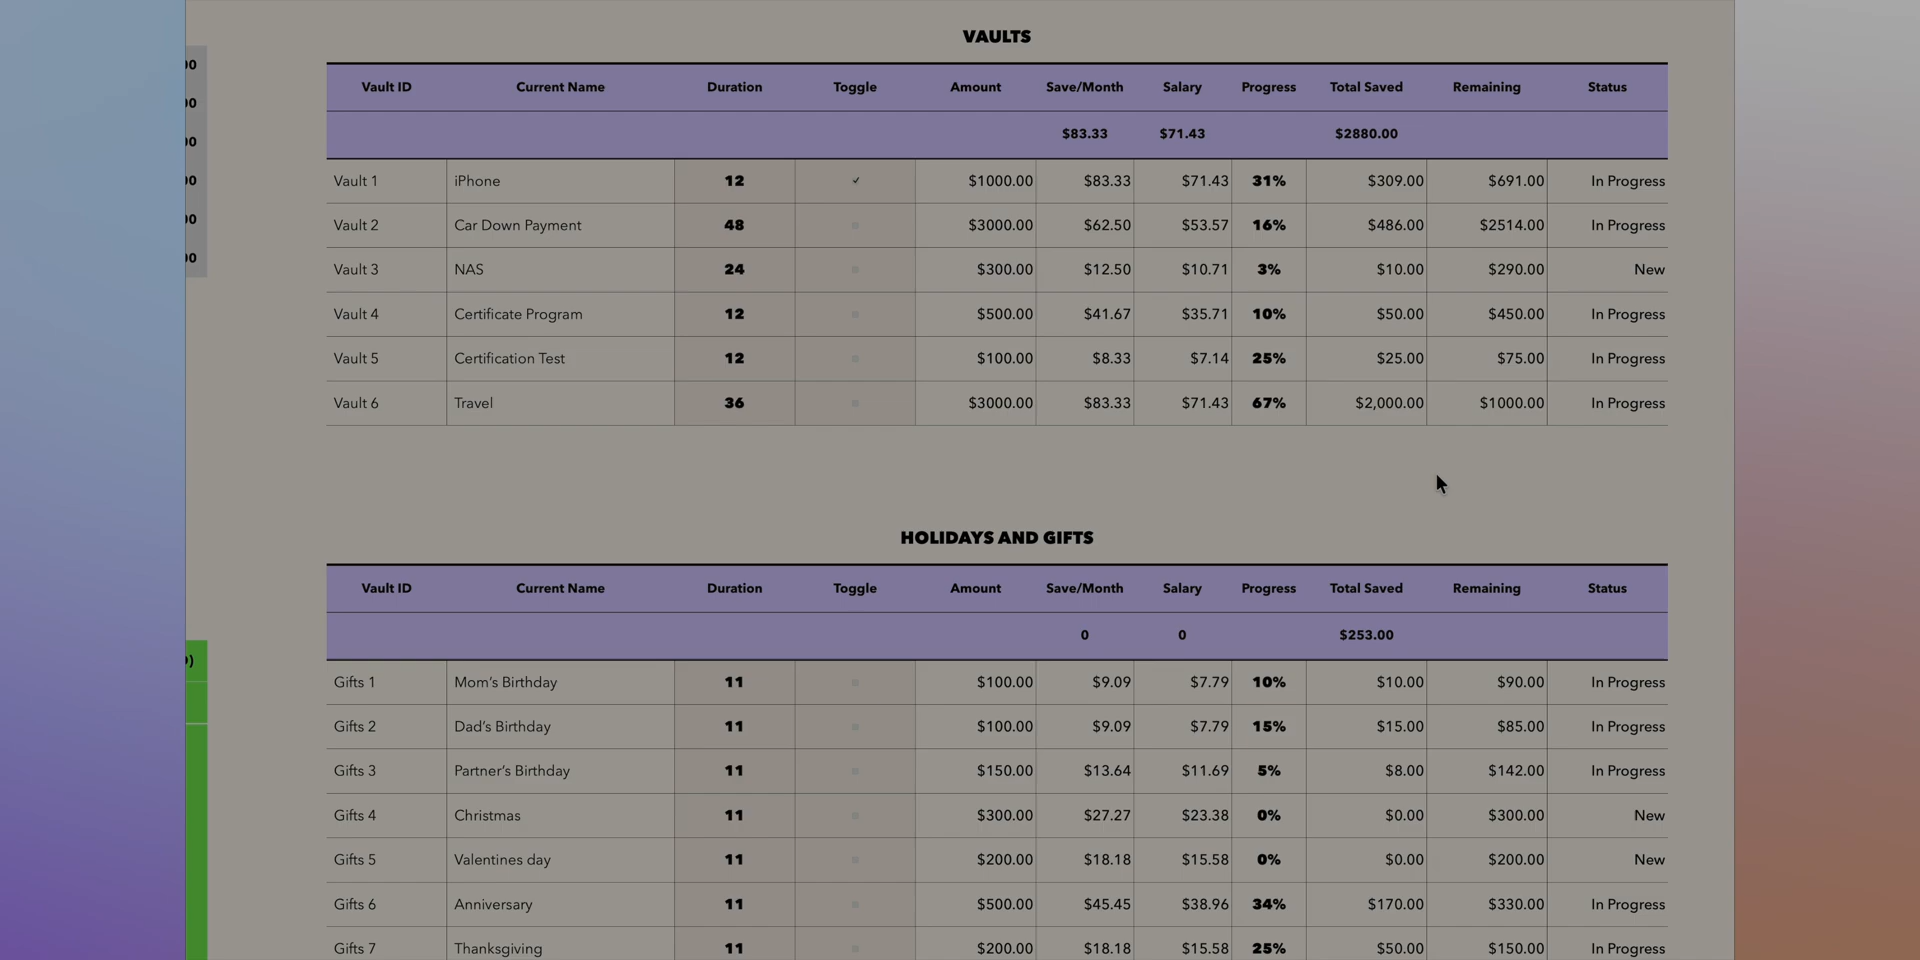 VAULTS
Vault ID Current Name Duration Toggle Amount Save/Month Salary Progress Total Saved Remaining Status
$83.33 $71.43 $2880.00
Vault 1 iPhone 12 ✓ $1000.00 $83.33 $71.43 31% $309.00 $691.00 In Progress
Vault 2 Car Down Payment 48 $3000.00 $62.50 $53.57 16% $486.00 $2514.00 In Progress
Vault 3 NAS 24 $300.00 $12.50 $10.71 3% $10.00 $290.00 New
Vault 4 Certificate Program 12 $500.00 $41.67 $35.71 10% $50.00 $450.00 In Progress
Vault 5 Certification Test 12 $100.00 $8.33 $7.14 25% $25.00 $75.00 In Progress
Vault 6 Travel 36 $3000.00 $83.33 $71.43 67% $2,000.00 $1000.00 In Progress
HOLIDAYS AND GIFTS
Vault ID Current Name Duration Toggle Amount Save/Month Salary Progress Total Saved Remaining Status
0 0 $253.00
Gifts 1 Mom’s Birthday 11 $100.00 $9.09 $7.79 10% $10.00 $90.00 In Progress
Gifts 2 Dad’s Birthday 11 $100.00 $9.09 $7.79 15% $15.00 $85.00 In Progress
Gifts 3 Partner’s Birthday 11 $150.00 $13.64 $11.69 5% $8.00 $142.00 In Progress
Gifts 4 Christmas 11 $300.00 $27.27 $23.38 0% $0.00 $300.00 New
Gifts 5 Valentines day 11 $200.00 $18.18 $15.58 0% $0.00 $200.00 New
Gifts 6 Anniversary 11 $500.00 $45.45 $38.96 34% $170.00 $330.00 In Progress
Gifts 7 Thanksgiving 11 $200.00 $18.18 $15.58 25% $50.00 $150.00 In Progress